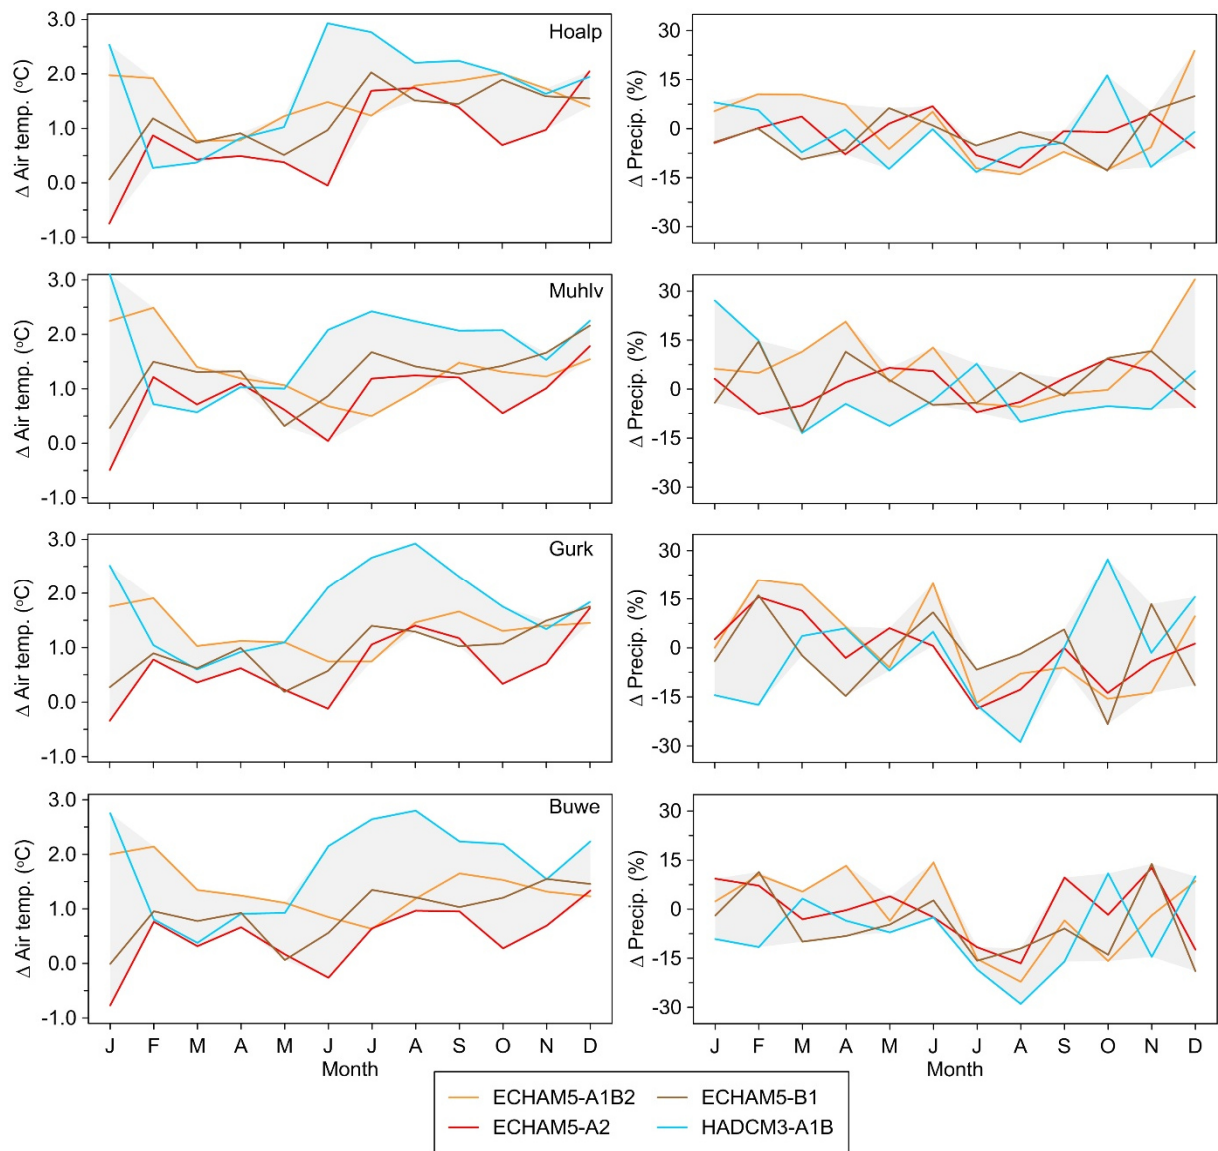 Hoalp
Δ Air temp. (°C)
3.0
2.0
1.0
0.0
-1.0
Δ Precip. (%)
30
15
0
-15
-30
Muhlv
Δ Air temp. (°C)
3.0
2.0
1.0
0.0
-1.0
Δ Precip. (%)
30
15
0
-15
-30
Gurk
Δ Air temp. (°C)
3.0
2.0
1.0
0.0
-1.0
Δ Precip. (%)
30
15
0
-15
-30
Buwe
Δ Air temp. (°C)
3.0
2.0
1.0
0.0
-1.0
J F M A M J J A S O N D
Month
Δ Precip. (%)
30
15
0
-15
-30
J F M A M J J A S O N D
Month
ECHAM5-A1B2
ECHAM5-B1
ECHAM5-A2
HADCM3-A1B